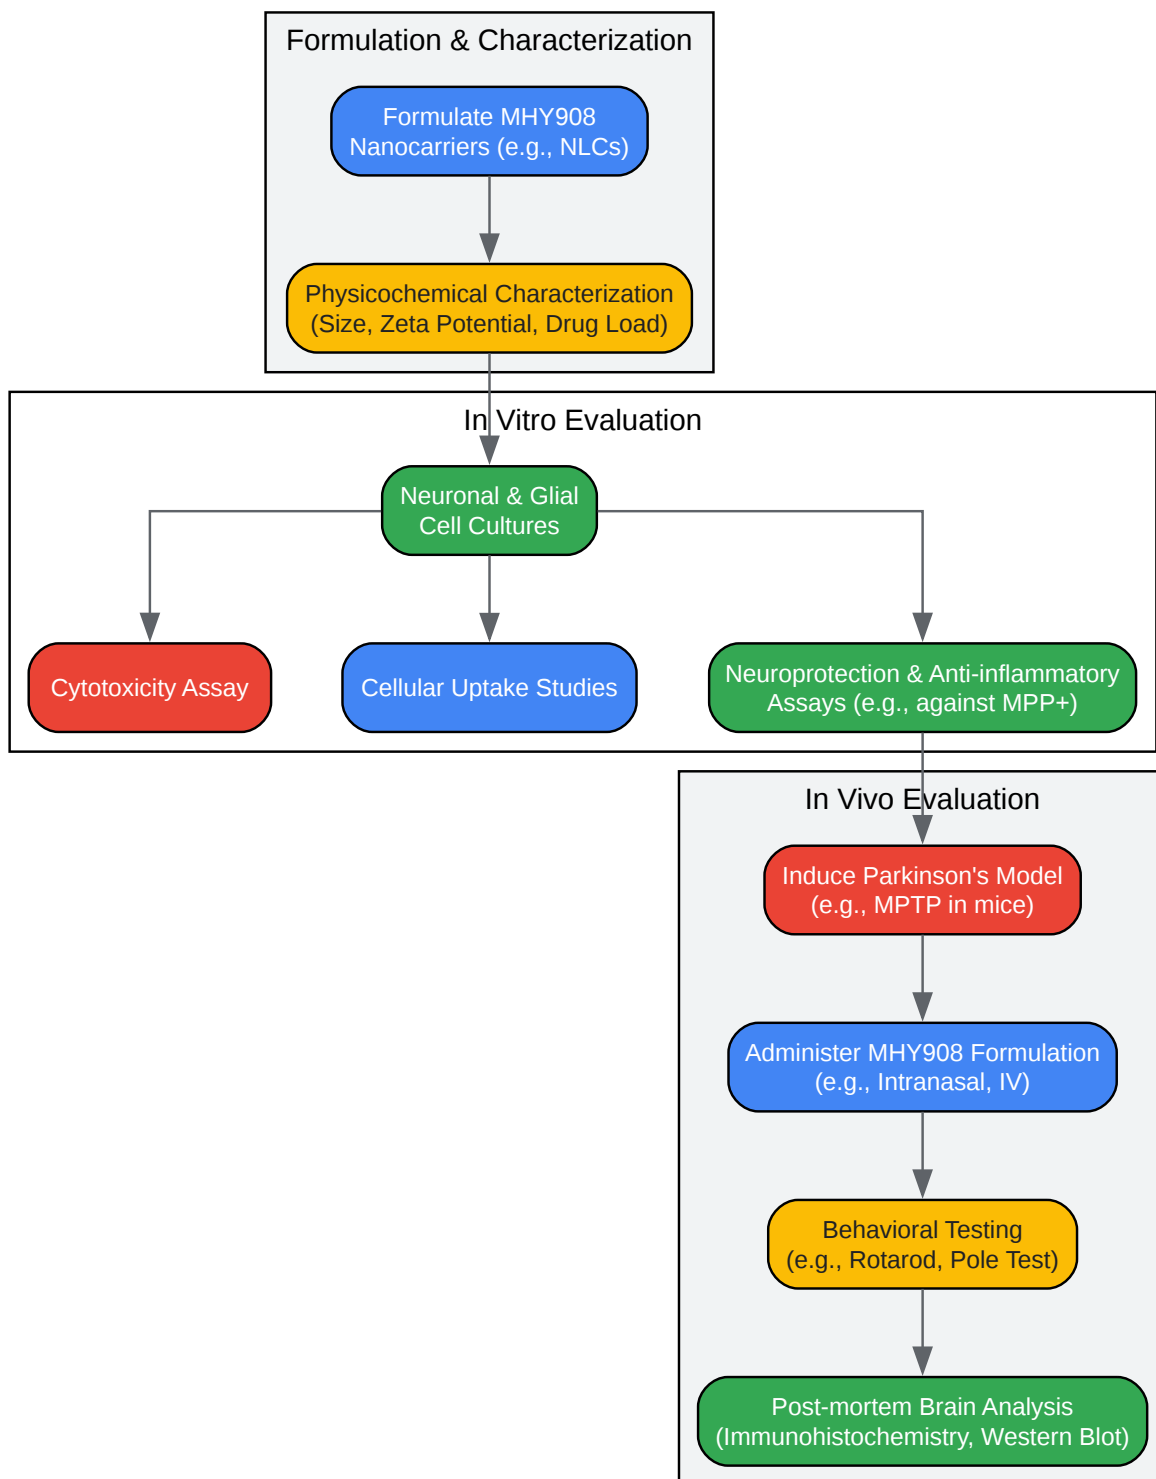 Formulation & Characterization
Formulate MHY908
Nanocarriers (e.g., NLCs)
Physicochemical Characterization
(Size, Zeta Potential, Drug Load)
In Vitro Evaluation
Neuronal & Glial
Cell Cultures
Cytotoxicity Assay
Cellular Uptake Studies
Neuroprotection & Anti-inflammatory
Assays (e.g., against MPP+)
In Vivo Evaluation
Induce Parkinson's Model
(e.g., MPTP in mice)
Administer MHY908 Formulation
(e.g., Intranasal, IV)
Behavioral Testing
(e.g., Rotarod, Pole Test)
Post-mortem Brain Analysis
(Immunohistochemistry, Western Blot)